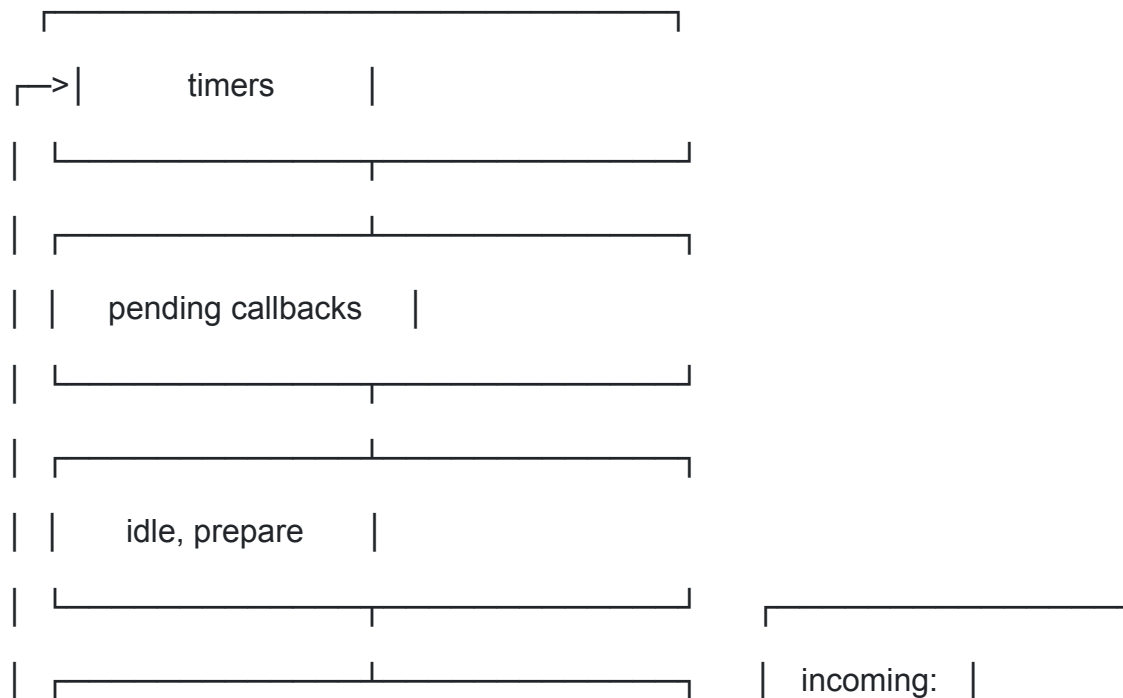 timers
pending callbacks
idle, prepare
incoming: